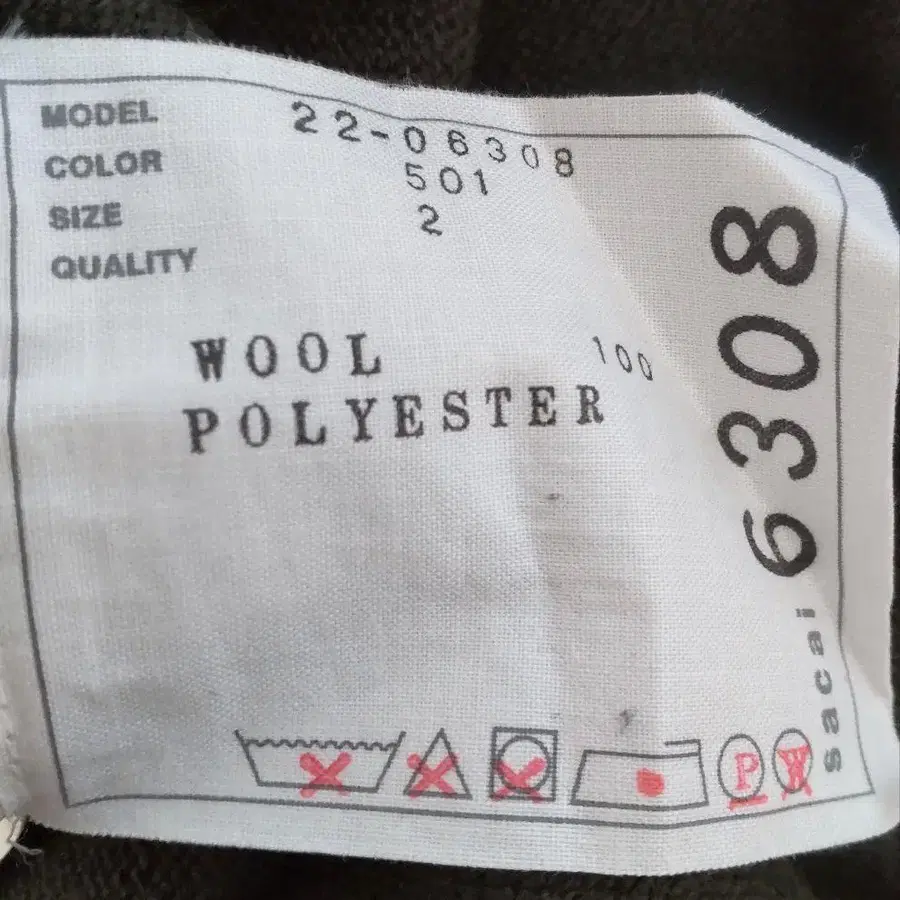 MODEL 22-06308
COLOR 501
SIZE 2
QUALITY
WOOL 100
POLYESTER
6308
sacai
P W